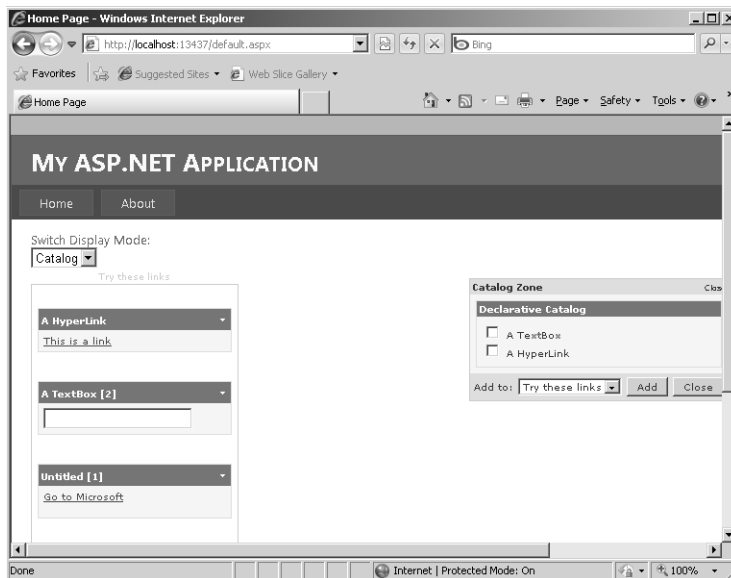 Home Page - Windows Internet Explorer
http://localhost:13437/default.aspx
Bing
Favorites Suggested Sites Web Slice Gallery
Home Page Page Safety Tools »
MY ASP.NET APPLICATION
Home About
Switch Display Mode:
Catalog
Try these links
A HyperLink
This is a link
A TextBox [2]
Untitled [1]
Go to Microsoft
Catalog Zone
Declarative Catalog
A TextBox
A HyperLink
Add to: Try these links Add Close
Done Internet | Protected Mode: On 100%